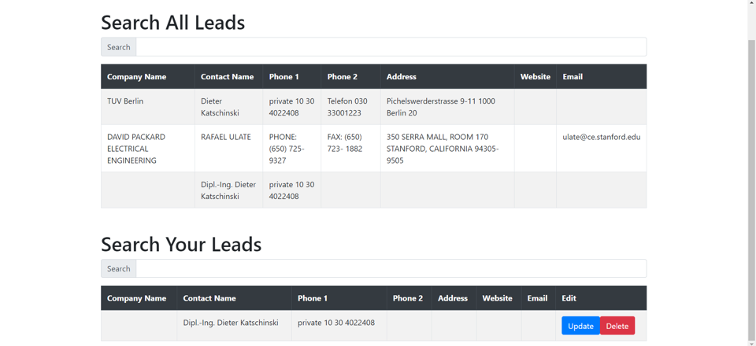 Search All Leads
Search
Company Name Contact Name Phone 1 Phone 2 Address Website Email
TUV Berlin Dieter Katschinski private 10 30 4022408 Telefon 030 33001223 Pichelswerderstrasse 9-11 1000 Berlin 20
DAVID PACKARD ELECTRICAL ENGINEERING RAFAEL ULATE PHONE: (650) 725-9327 FAX: (650) 723- 1882 350 SERRA MALL, ROOM 170 STANFORD, CALIFORNIA 94305-9505 ulate@ce.stanford.edu
Dipl.-Ing. Dieter Katschinski private 10 30 4022408
Search Your Leads
Search
Company Name Contact Name Phone 1 Phone 2 Address Website Email Edit
Dipl.-Ing. Dieter Katschinski private 10 30 4022408 Update Delete